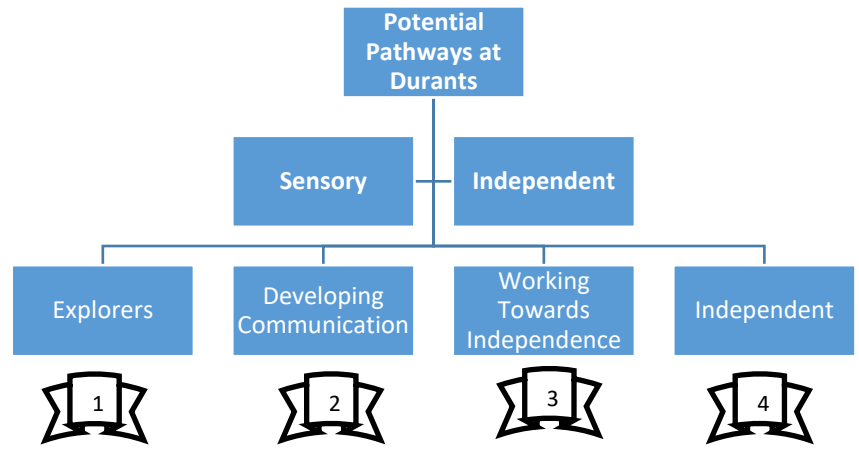 Potential
Pathways at
Durants
Sensory
Independent
Explorers
Developing
Communication
Working
Towards
Independence
Independent
1
2
3
4